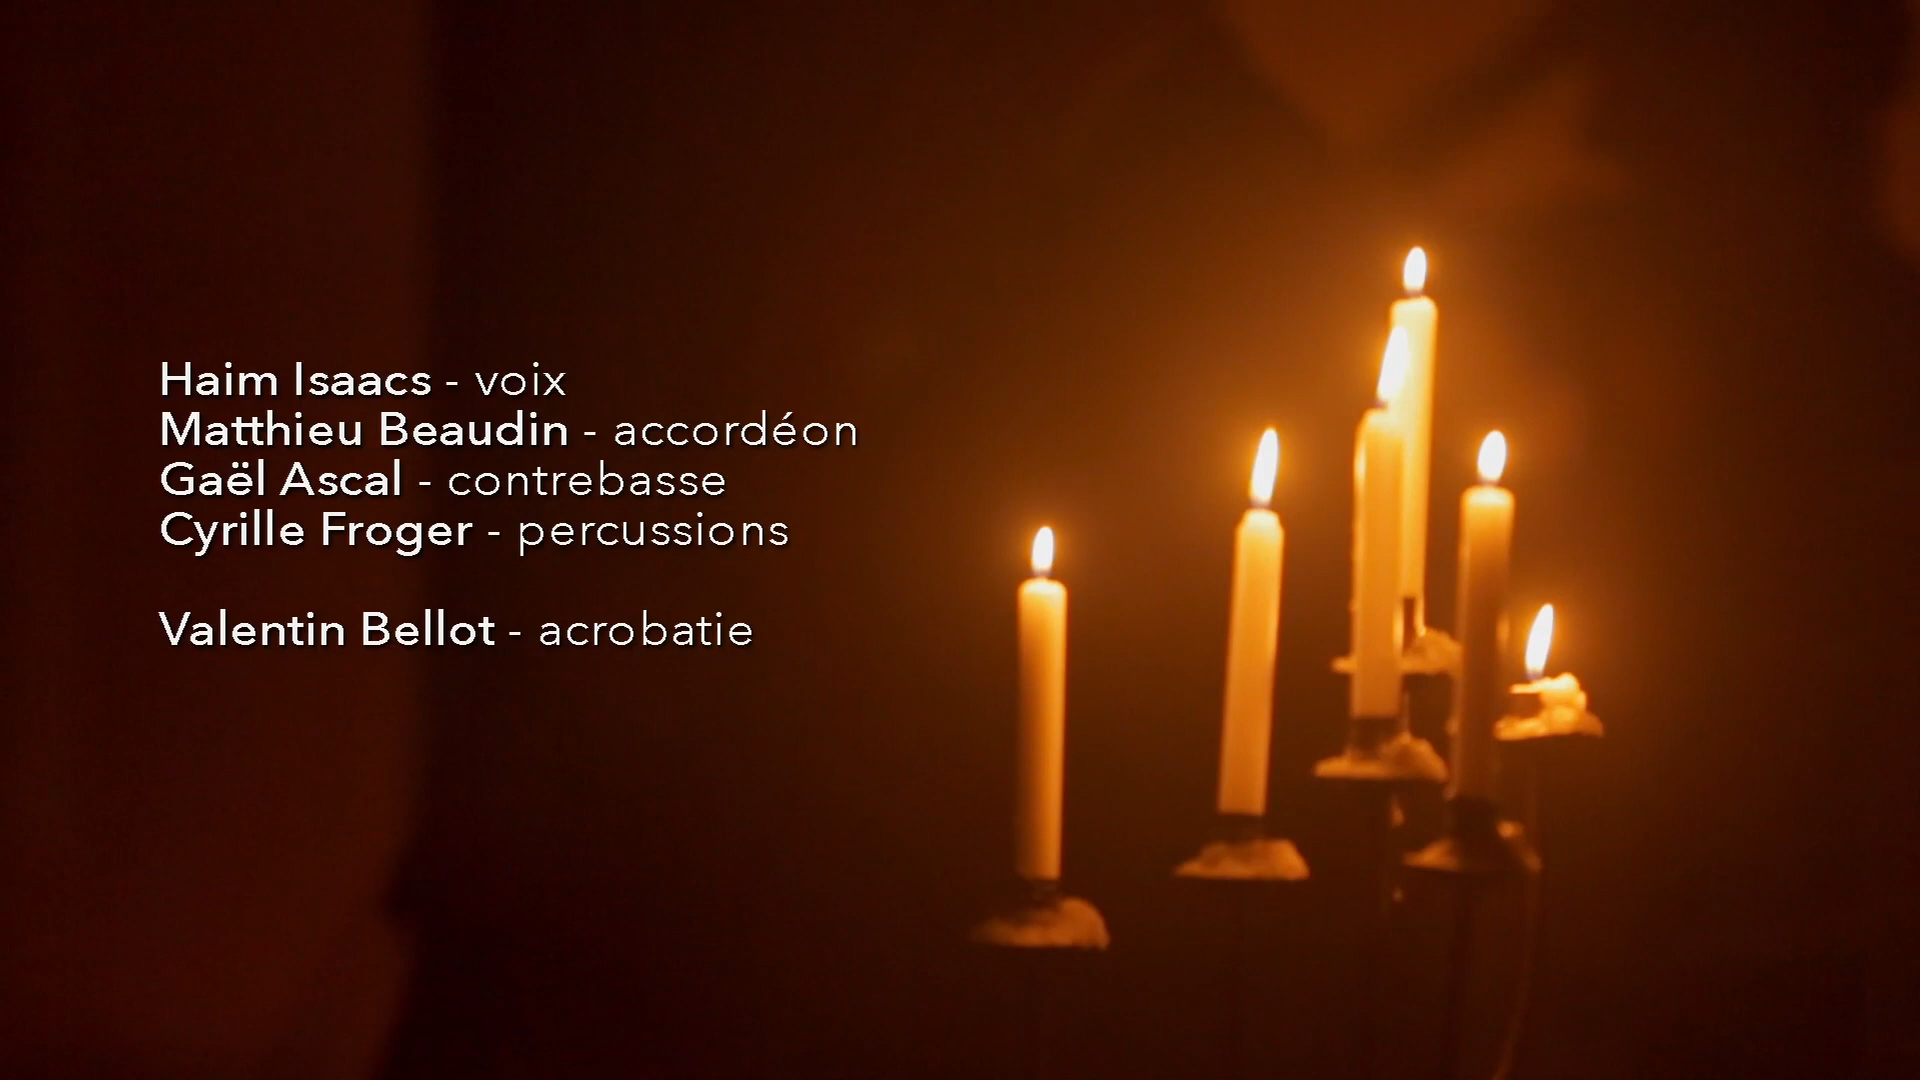 Haim Isaacs - voix
Matthieu Beaudin - accordéon
Gaël Ascal - contrebasse
Cyrille Froger - percussions
Valentin Bellot - acrobatie